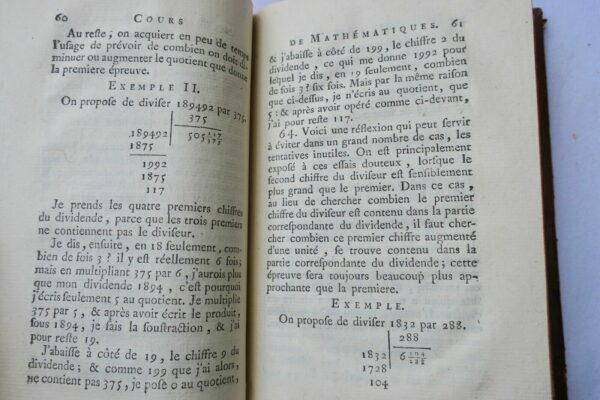 60 COURS
Au reste, on acquiert en peu de temps
l'usage de prévoir de combien on doit di-
minuer ou augmenter le quotient que donne
la premiere épreuve.
EXEMPLE II.
On propose de diviser 189492 par 375.
375
189492 505 117/375
1875
1992
1875
117
Je prends les quatre premiers chiffres
du dividende, parce que les trois premiers
ne contiennent pas le diviseur.
Je dis, ensuite, en 18 seulement, com-
bien de fois 3? il y est réellement 6 fois;
mais en multipliant 375 par 6, j'aurois plus
que mon dividende 1894, c'est pourquoi
j'écris seulement 5 au quotient. Je multiplie
375 par 5, & après avoir écrit le produit,
sous 1894, je fais la soustraction, & j'ai
pour reste 19.
J'abaisse à côté de 19, le chiffre 9 du
dividende; & comme 199 que j'ai alors,
ne contient pas 375, je pose 0 au quotient,
DE MATHÉMATIQUES. 61
& j'abaisse à côté de 199, le chiffre 2 du
dividende, ce qui me donne 1992 pour
lequel je dis, en 19 seulement, combien
de fois 3? six fois. Mais par la même raison
que ci-dessus, je n'écris au quotient, que
5: & après avoir opéré comme ci-devant,
j'ai pour reste 117.
64. Voici une réflexion qui peut servir
à éviter dans un grand nombre de cas, les
tentatives inutiles. On est principalement
exposé à ces essais douteux, lorsque le
second chiffre du diviseur est sensiblement
plus grand que le premier. Dans ce cas,
au lieu de chercher combien le premier
chiffre du diviseur est contenu dans la partie
correspondante du dividende, il faut cher-
cher combien ce premier chiffre augmenté
d'une unité, se trouve contenu dans la
partie correspondante du dividende; cette
épreuve sera toujours beaucoup plus ap-
prochante que la premiere.
EXEMPLE.
On propose de diviser 1832 par 288.
288
1832 6 104/288
1728
104